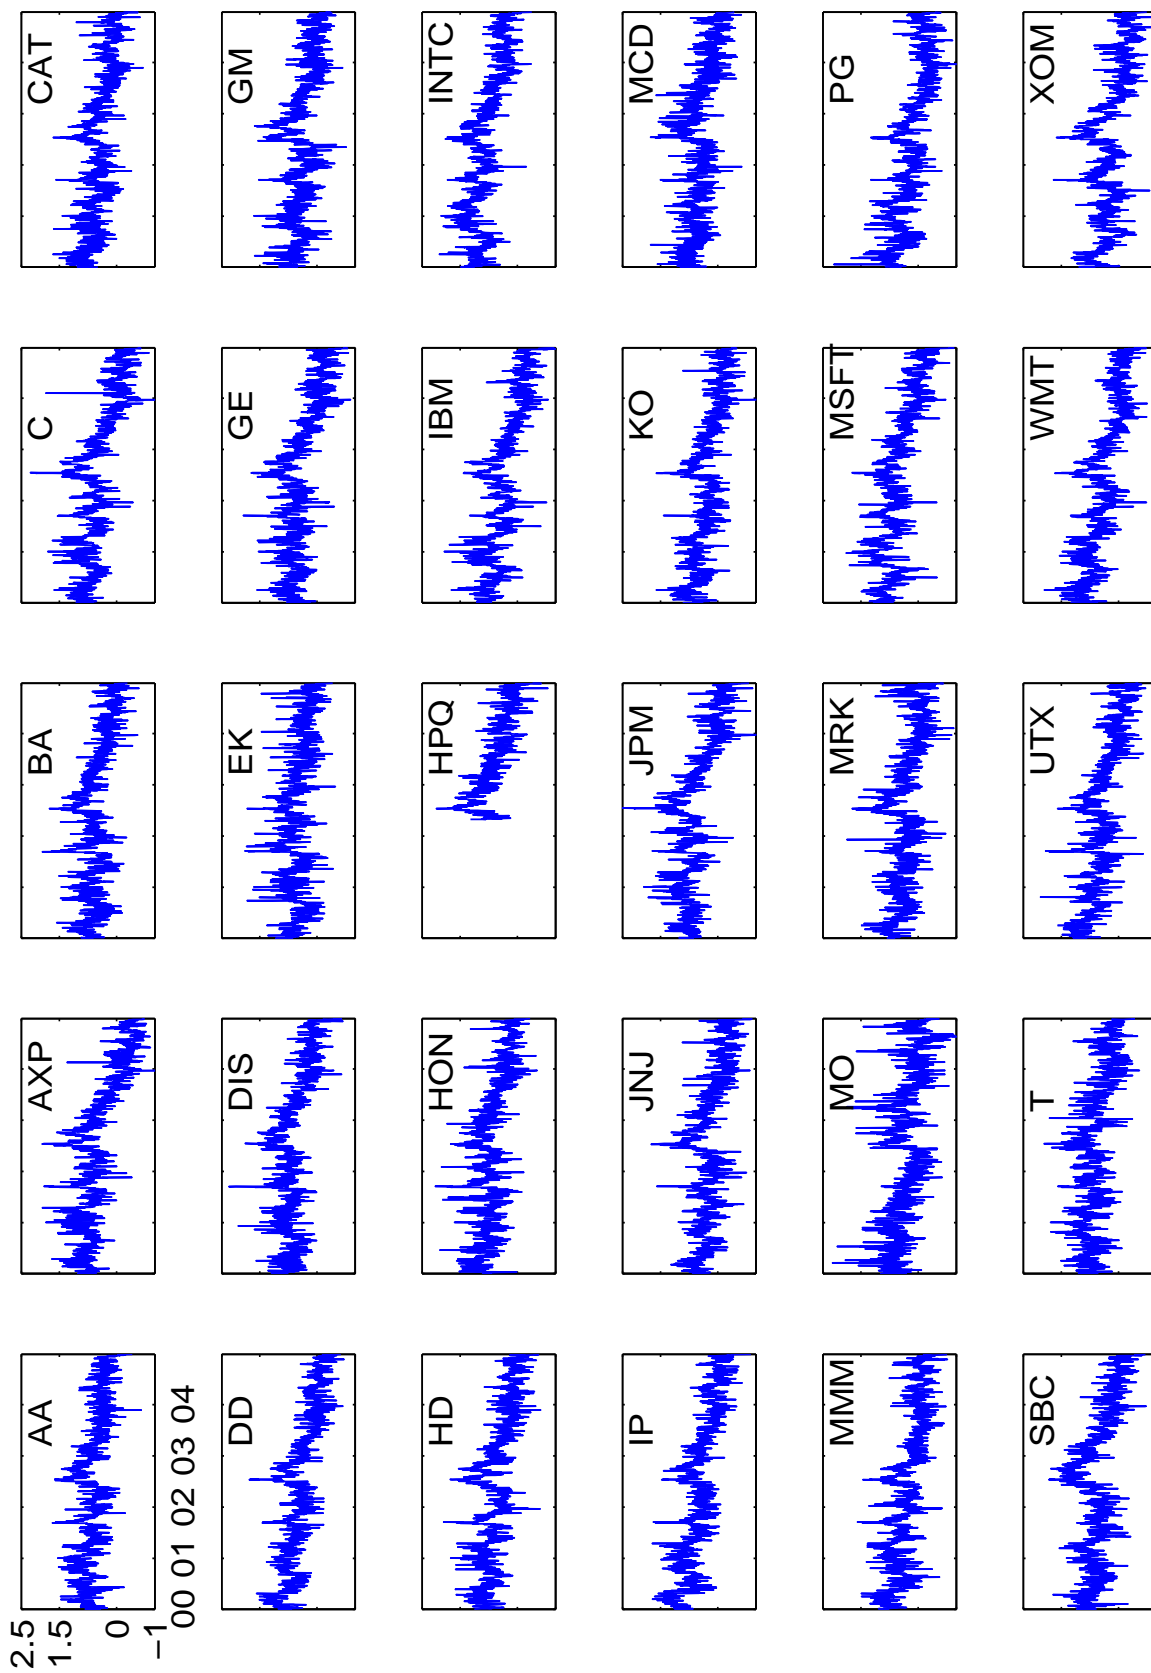 AA AXP BA C CAT
2.5
1.5
0
−1
00 01 02 03 04
DD DIS EK GE GM
HD HON HPQ IBM INTC
IP JNJ JPM KO MCD
MMM MO MRK MSFT PG
SBC T UTX WMT XOM